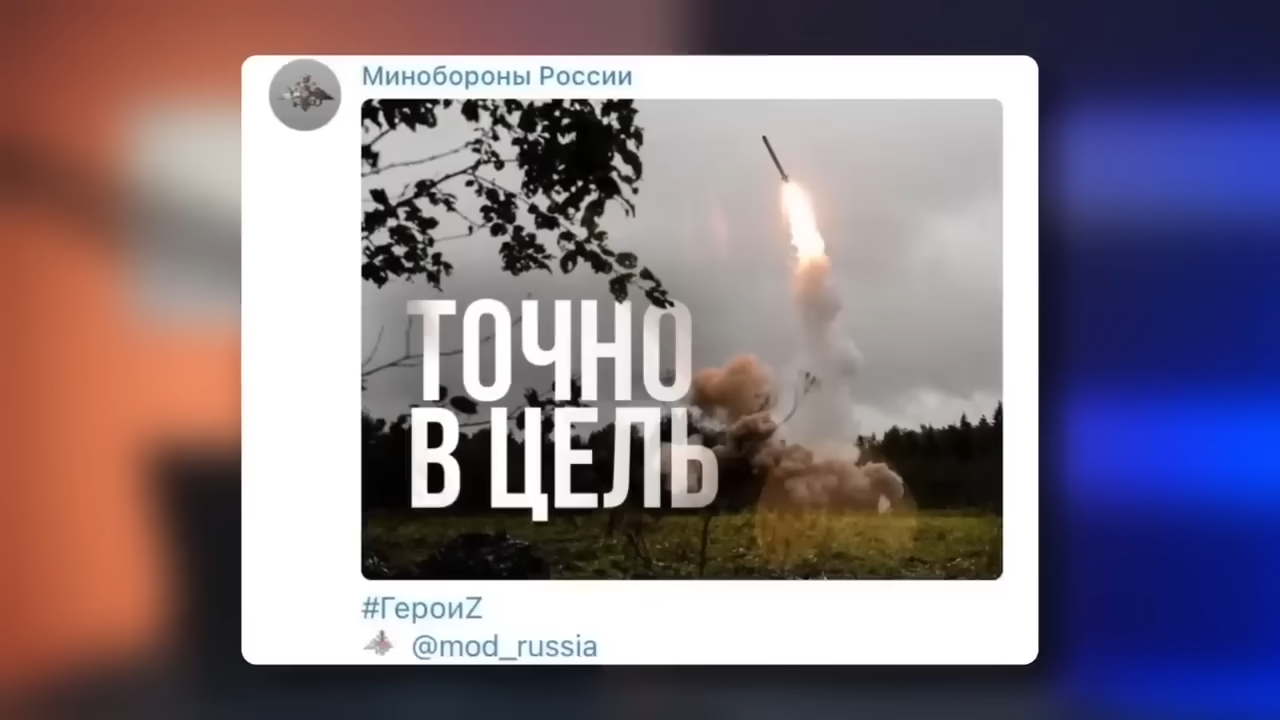 Минобороны России
ТОЧНО
В ЦЕЛЬ
#ГероиZ
@mod_russia